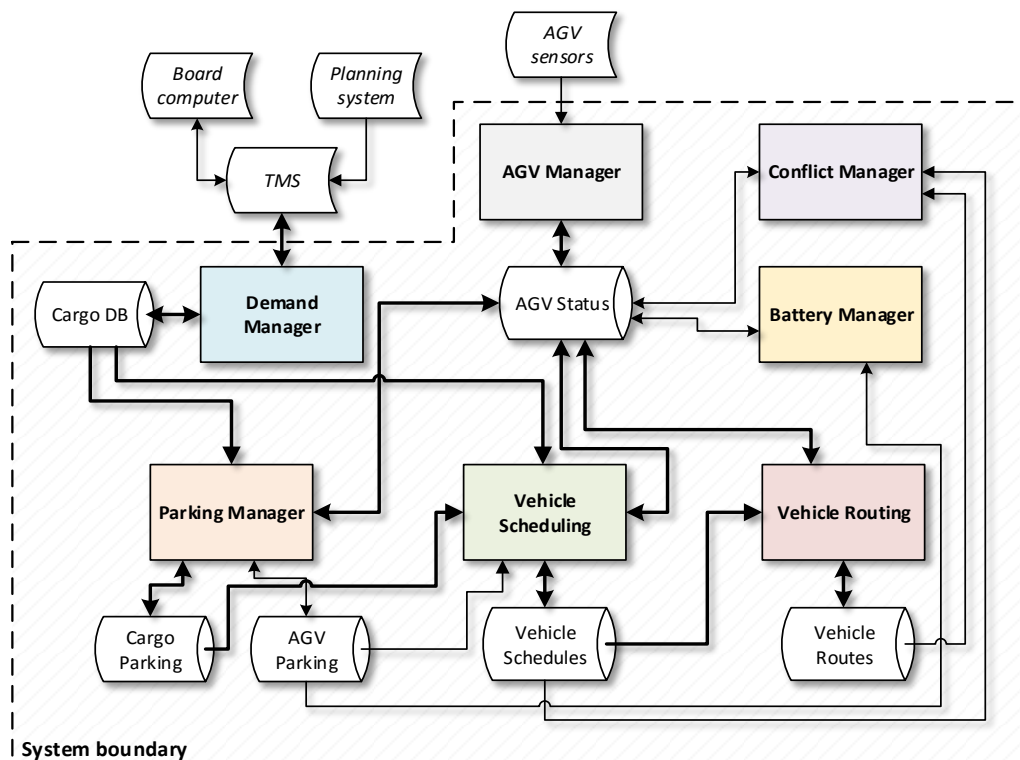 AGV
sensors
Board
computer
Planning
system
TMS
AGV Manager
Conflict Manager
Cargo DB
Demand
Manager
AGV Status
Battery Manager
Parking Manager
Vehicle
Scheduling
Vehicle Routing
Cargo
Parking
AGV
Parking
Vehicle
Schedules
Vehicle
Routes
System boundary